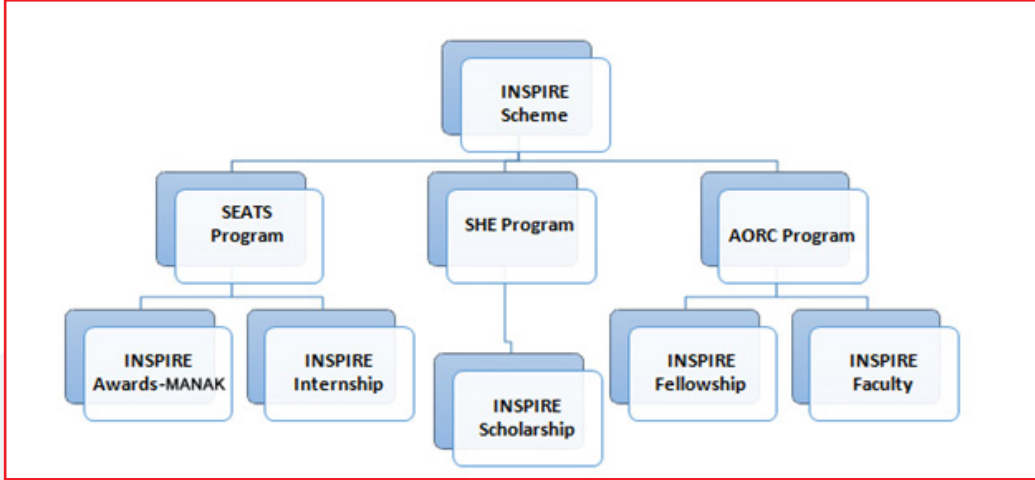 INSPIRE
Scheme
SEATS
Program
SHE Program
AORC Program
INSPIRE
Awards-MANAK
INSPIRE
Internship
INSPIRE
Scholarship
INSPIRE
Fellowship
INSPIRE
Faculty